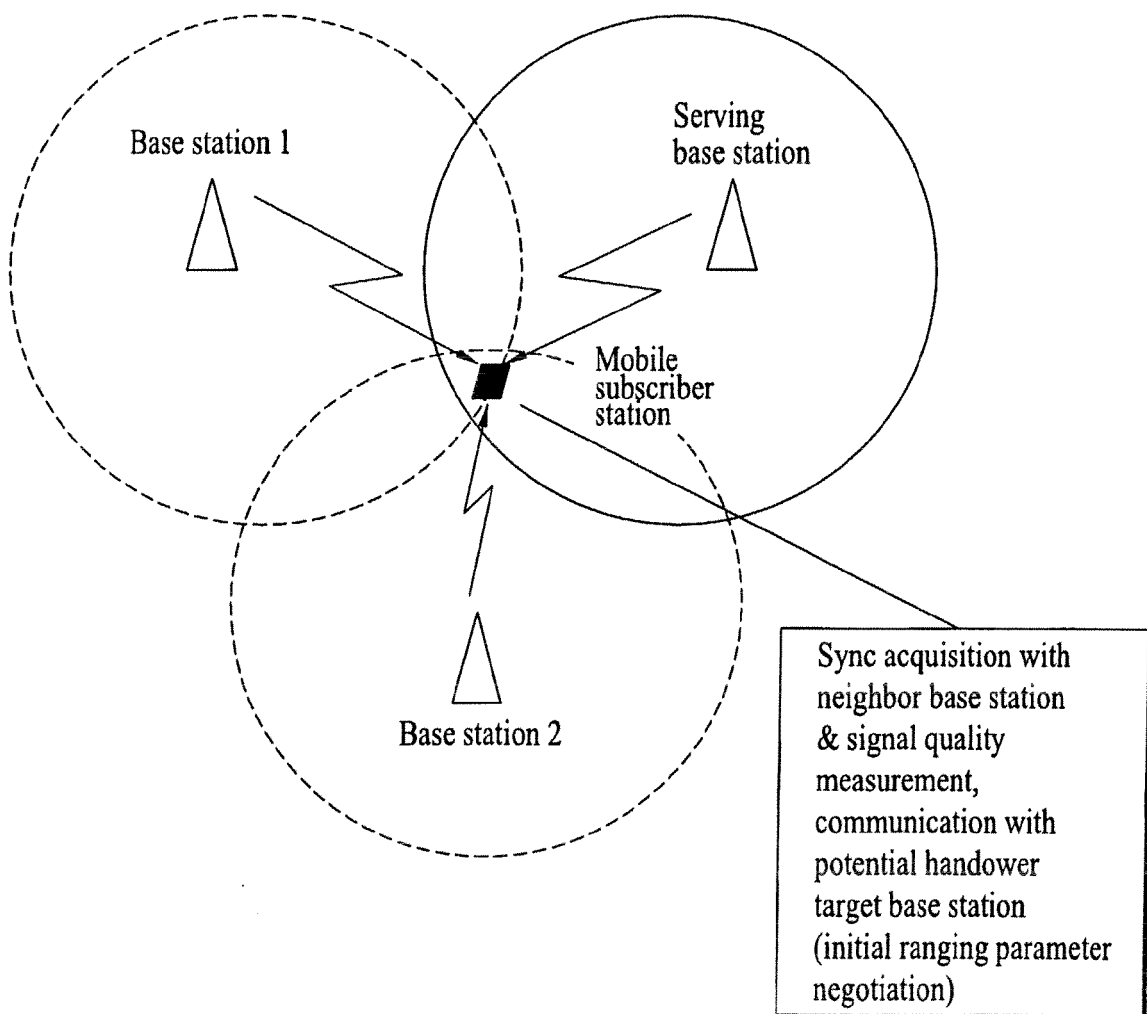 Base station 1
Serving
base station
Mobile
subscriber
station
Base station 2
Sync acquisition with
neighbor base station
& signal quality
measurement,
communication with
potential handower
target base station
(initial ranging parameter
negotiation)